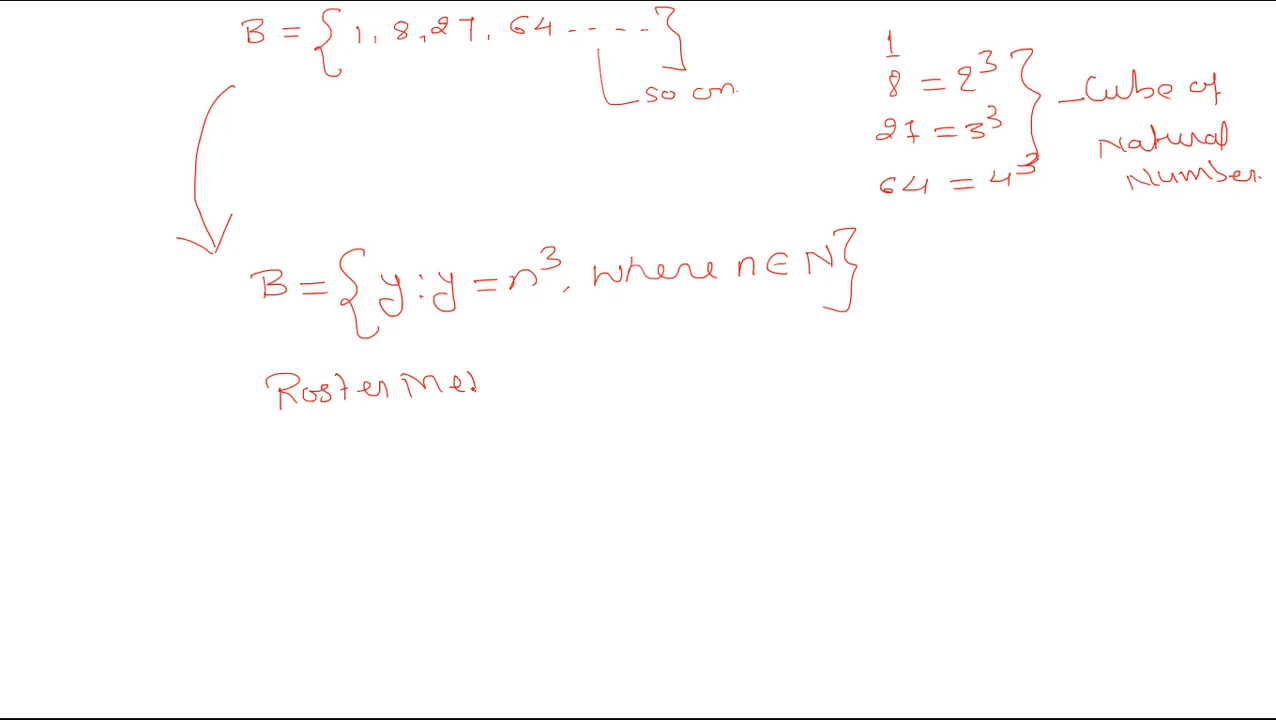 B = { 1, 8, 27, 64 - - - - - }
so on.
1
8 = 2³
27 = 3³
64 = 4³
} – Cube of
Natural
Number.
B = { y : y = n³, where n ∈ N }
Roster Met